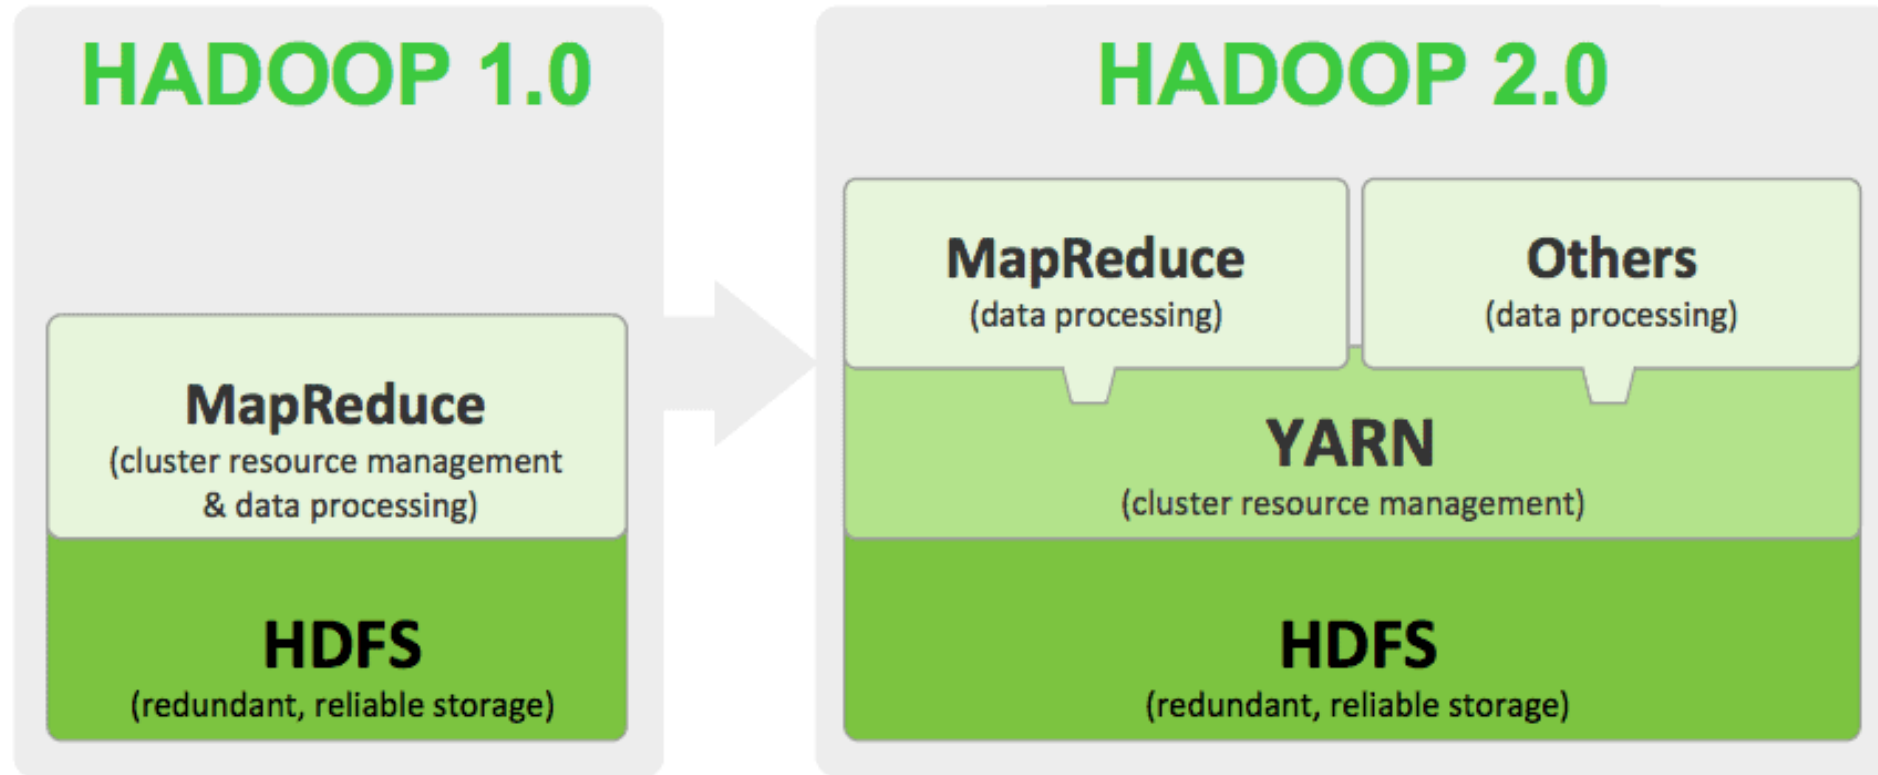 HADOOP 1.0
MapReduce
(cluster resource management
& data processing)
HDFS
(redundant, reliable storage)
HADOOP 2.0
MapReduce
(data processing)
Others
(data processing)
YARN
(cluster resource management)
HDFS
(redundant, reliable storage)